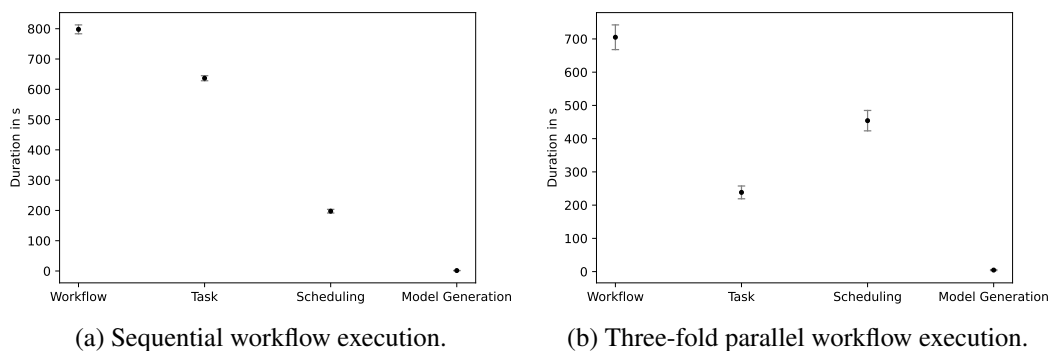 800
700
600
500
400
300
200
100
0
Duration in s
Workflow Task Scheduling Model Generation
(a) Sequential workflow execution.
700
600
500
400
300
200
100
0
Duration in s
Workflow Task Scheduling Model Generation
(b) Three-fold parallel workflow execution.